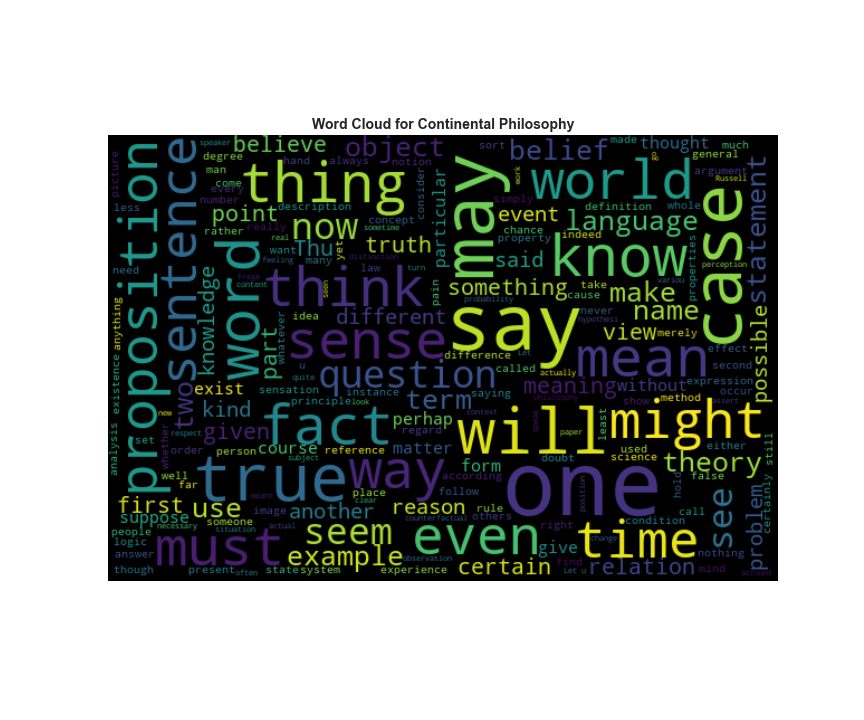 Word Cloud for Continental Philosophy
speaker
believe
object
sort
belief
made
thought
much
picture
proposition
sentence
degree
hand
always
notion
go
general
man
thing
may
work
world
argument
come
every
consider
Russell
less
number
description
particular
simply
definition
whole
case
statement
rather
point
really
now
concept
sometime
event
chance
language
word
real
want
Thu
yet
truth
said
property
indeed
know
properties
feeling
many
distinction
need
knowledge
Frege
content
law
turn
perception
think
seen
pain
something
take
cause
make
variou
anything
whatever
idea
different
probability
never
name
hypothesi
possible
part
sense
say
Let
view
merely
effect
difference
actually
mean
second
existence
two
u
quite
question
called
exist
sensation
instance
saying
meaning
without
expression
occur
new
principle
look
term
philosophy
show
method
kind
fact
context
given
perhap
will
speak
paper
least
might
set
respect
analysis
whether
order
person
course
reference
regard
used
either
still
subject
matter
doubt
science
theory
true
way
form
false
well
meant
place
according
one
position
hold
far
clear
first
use
image
follow
rule
see
problem
certainly
necessary
another
reason
call
suppose
someone
counterfactual
others
right
condition
assert
people
situation
actual
must
seem
even
time
logic
answer
example
observation
give
change
nothing
though
present
often
state
system
experience
certain
find
Let u
relation
mind
account